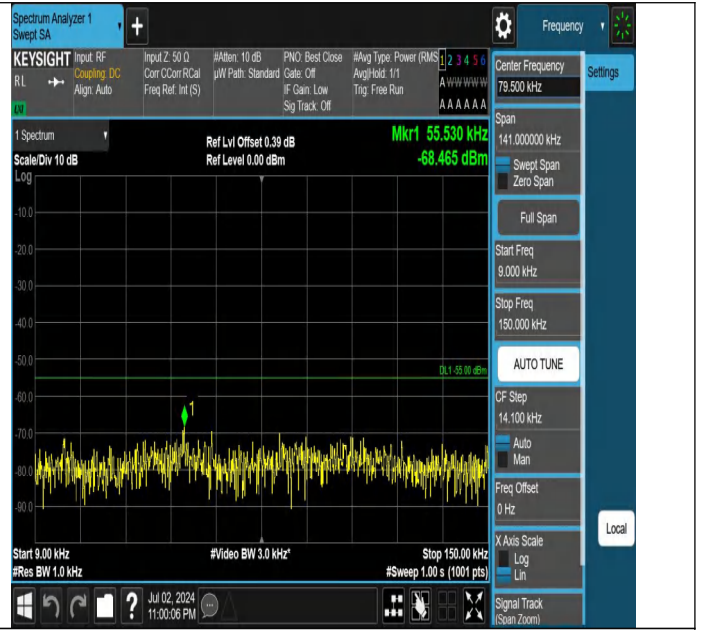 Spectrum Analyzer 1
Swept SA
+
Frequency
KEYSIGHT
RL
LXI
Input: RF
Coupling: DC
Align: Auto
Input Z: 50 Ω
Corr CCorr RCal
Freq Ref: Int (S)
#Atten: 10 dB
µW Path: Standard
PNO: Best Close
Gate: Off
IF Gain: Low
Sig Track: Off
#Avg Type: Power (RMS
Avg|Hold: 1/1
Trig: Free Run
1 2 3 4 5 6
A W W W W W
A A A A A A
1 Spectrum
Scale/Div 10 dB
Log
Ref Lvl Offset 0.39 dB
Ref Level 0.00 dBm
Mkr1 55.530 kHz
-68.465 dBm
-10.0
-20.0
-30.0
-40.0
-50.0
DL1 -55.00 dBm
-60.0
1
-70.0
-80.0
-90.0
Start 9.00 kHz
#Res BW 1.0 kHz
#Video BW 3.0 kHz*
Stop 150.00 kHz
#Sweep 1.00 s (1001 pts)
Center Frequency
79.500 kHz
Settings
Span
141.000000 kHz
Swept Span
Zero Span
Full Span
Start Freq
9.000 kHz
Stop Freq
150.000 kHz
AUTO TUNE
CF Step
14.100 kHz
Auto
Man
Freq Offset
0 Hz
X Axis Scale
Log
Lin
Local
Signal Track
(Span Zoom)
?
Jul 02, 2024
11:00:06 PM